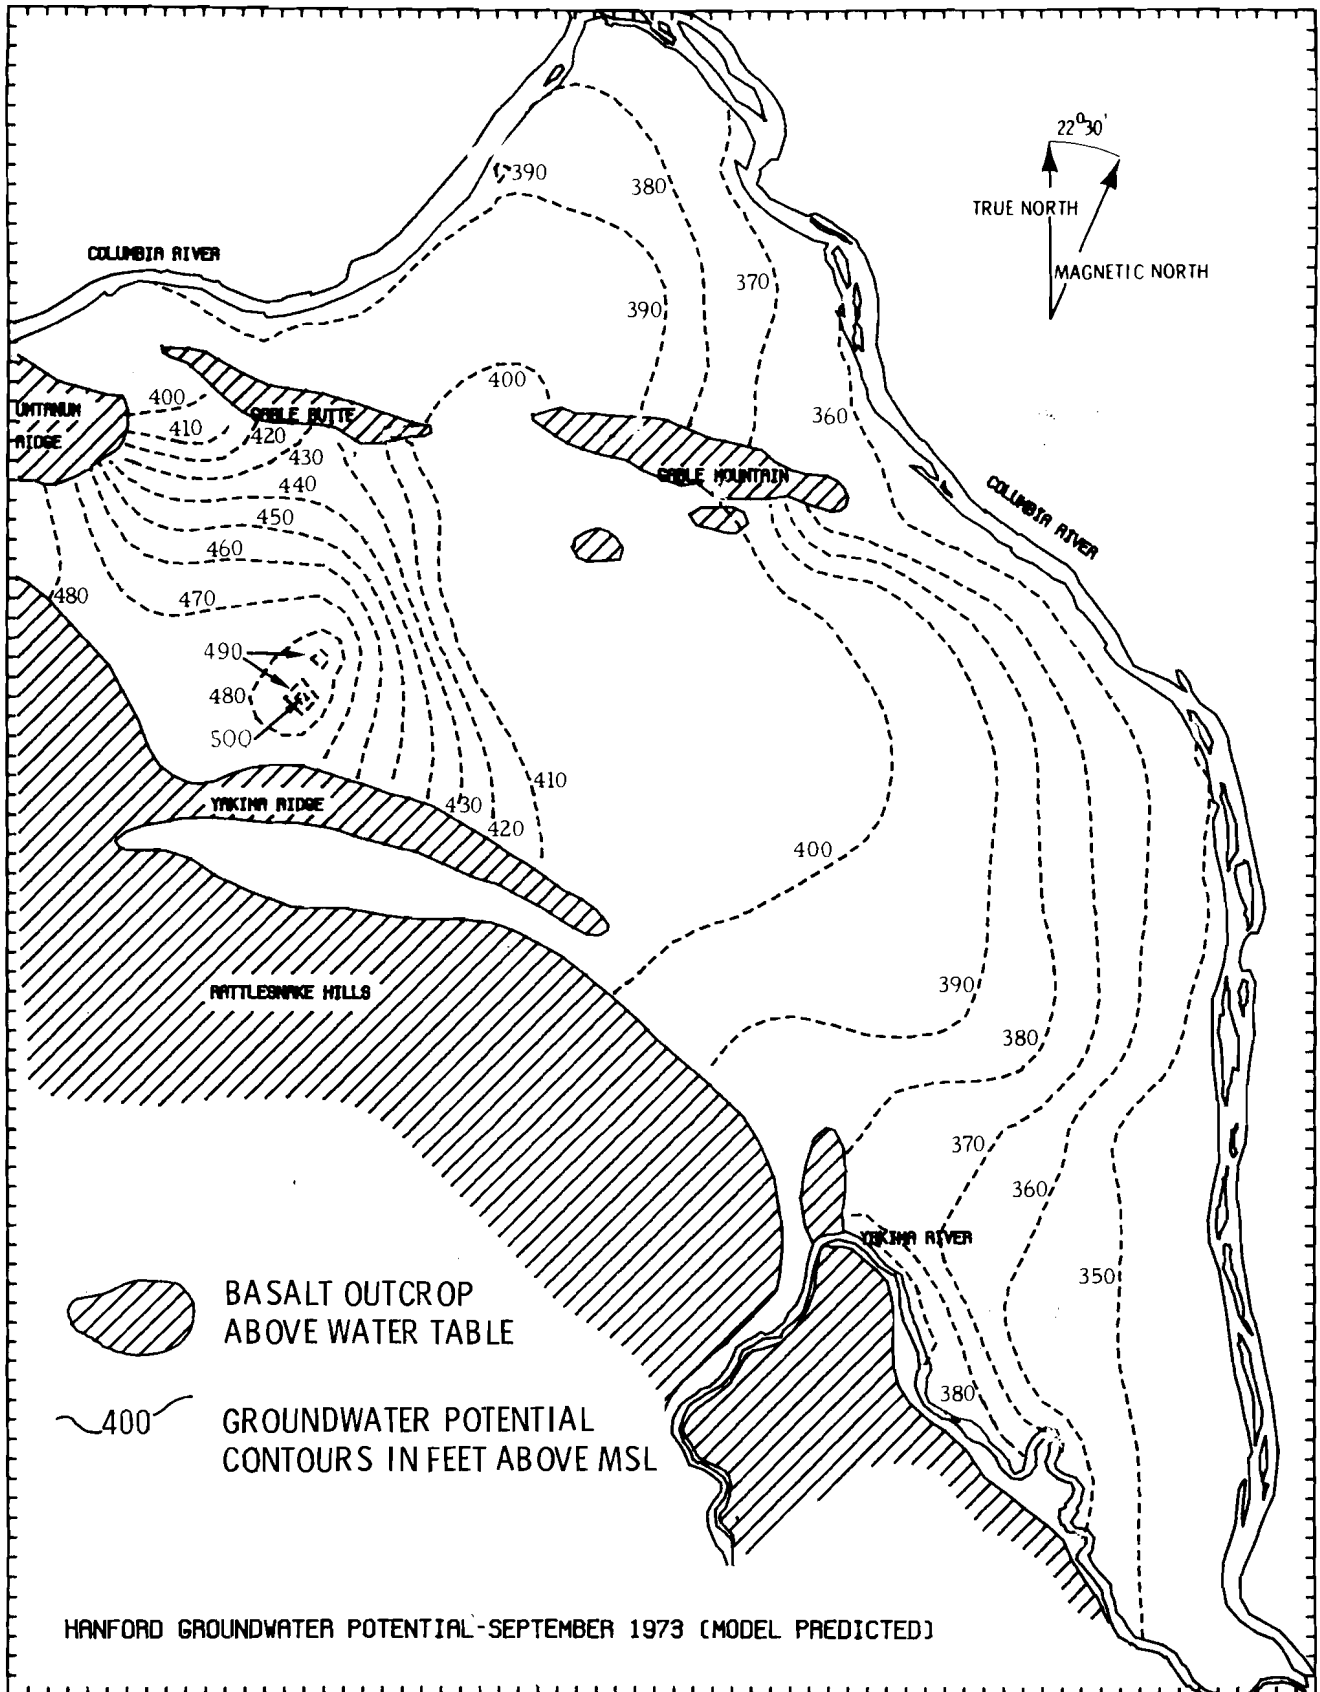 22°30'
TRUE NORTH
MAGNETIC NORTH
390
380
COLUMBIA RIVER
370
390
400
400
UMTANUM
RIDGE
GABLE BUTTE
410
420
360
430
GABLE MOUNTAIN
440
COLUMBIA RIVER
450
460
480
470
490
480
500
410
YAKIMA RIDGE
430
420
400
RATTLESNAKE HILLS
390
380
370
360
YAKIMA RIVER
350
380
BASALT OUTCROP
ABOVE WATER TABLE
400
GROUNDWATER POTENTIAL
CONTOURS IN FEET ABOVE MSL
HANFORD GROUNDWATER POTENTIAL-SEPTEMBER 1973 (MODEL PREDICTED)